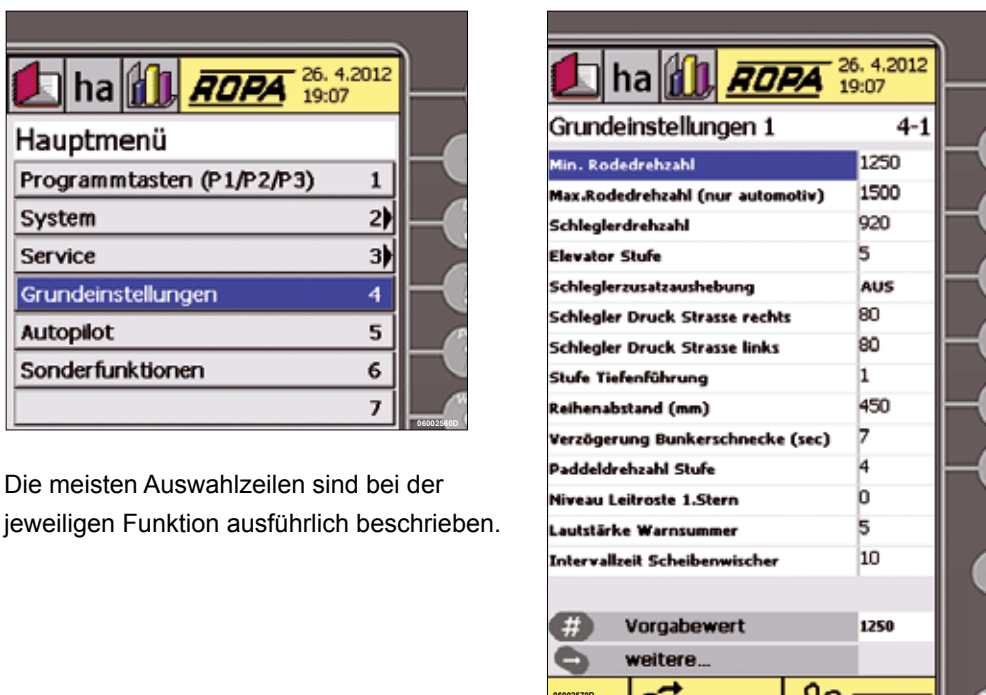 ha ROPA 26. 4.2012
19:07
Hauptmenü
Programmtasten (P1/P2/P3) 1
System 2
Service 3
Grundeinstellungen 4
Autopilot 5
Sonderfunktionen 6
7
06002560D
Die meisten Auswahlzeilen sind bei der
jeweiligen Funktion ausführlich beschrieben.
ha ROPA 26. 4.2012
19:07
Grundeinstellungen 1 4-1
Min. Rodedrehzahl 1250
Max.Rodedrehzahl (nur automotiv) 1500
Schleglerdrehzahl 920
Elevator Stufe 5
Schleglerzusatzaushebung AUS
Schlegler Druck Strasse rechts 80
Schlegler Druck Strasse links 80
Stufe Tiefenführung 1
Reihenabstand (mm) 450
Verzögerung Bunkerschnecke (sec) 7
Paddeldrehzahl Stufe 4
Niveau Leitroste 1.Stern 0
Lautstärke Warnsummer 5
Intervallzeit Scheibenwischer 10
# Vorgabewert 1250
weitere...